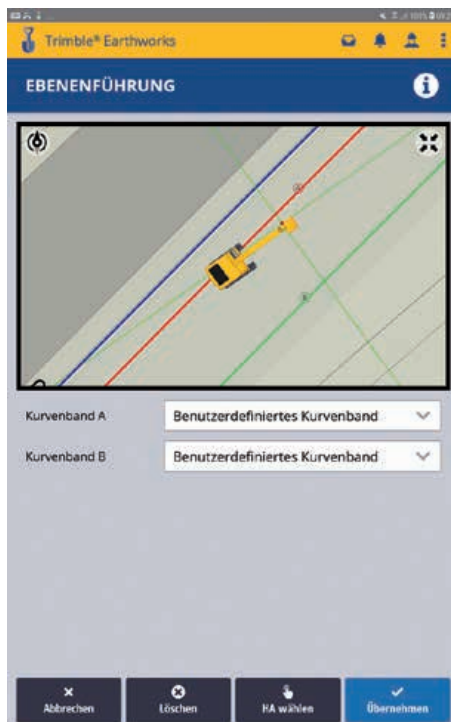 Trimble® Earthworks
EBENENFÜHRUNG
Kurvenband A Benutzerdefiniertes Kurvenband
Kurvenband B Benutzerdefiniertes Kurvenband
Abbrechen Löschen HA wählen Übernehmen